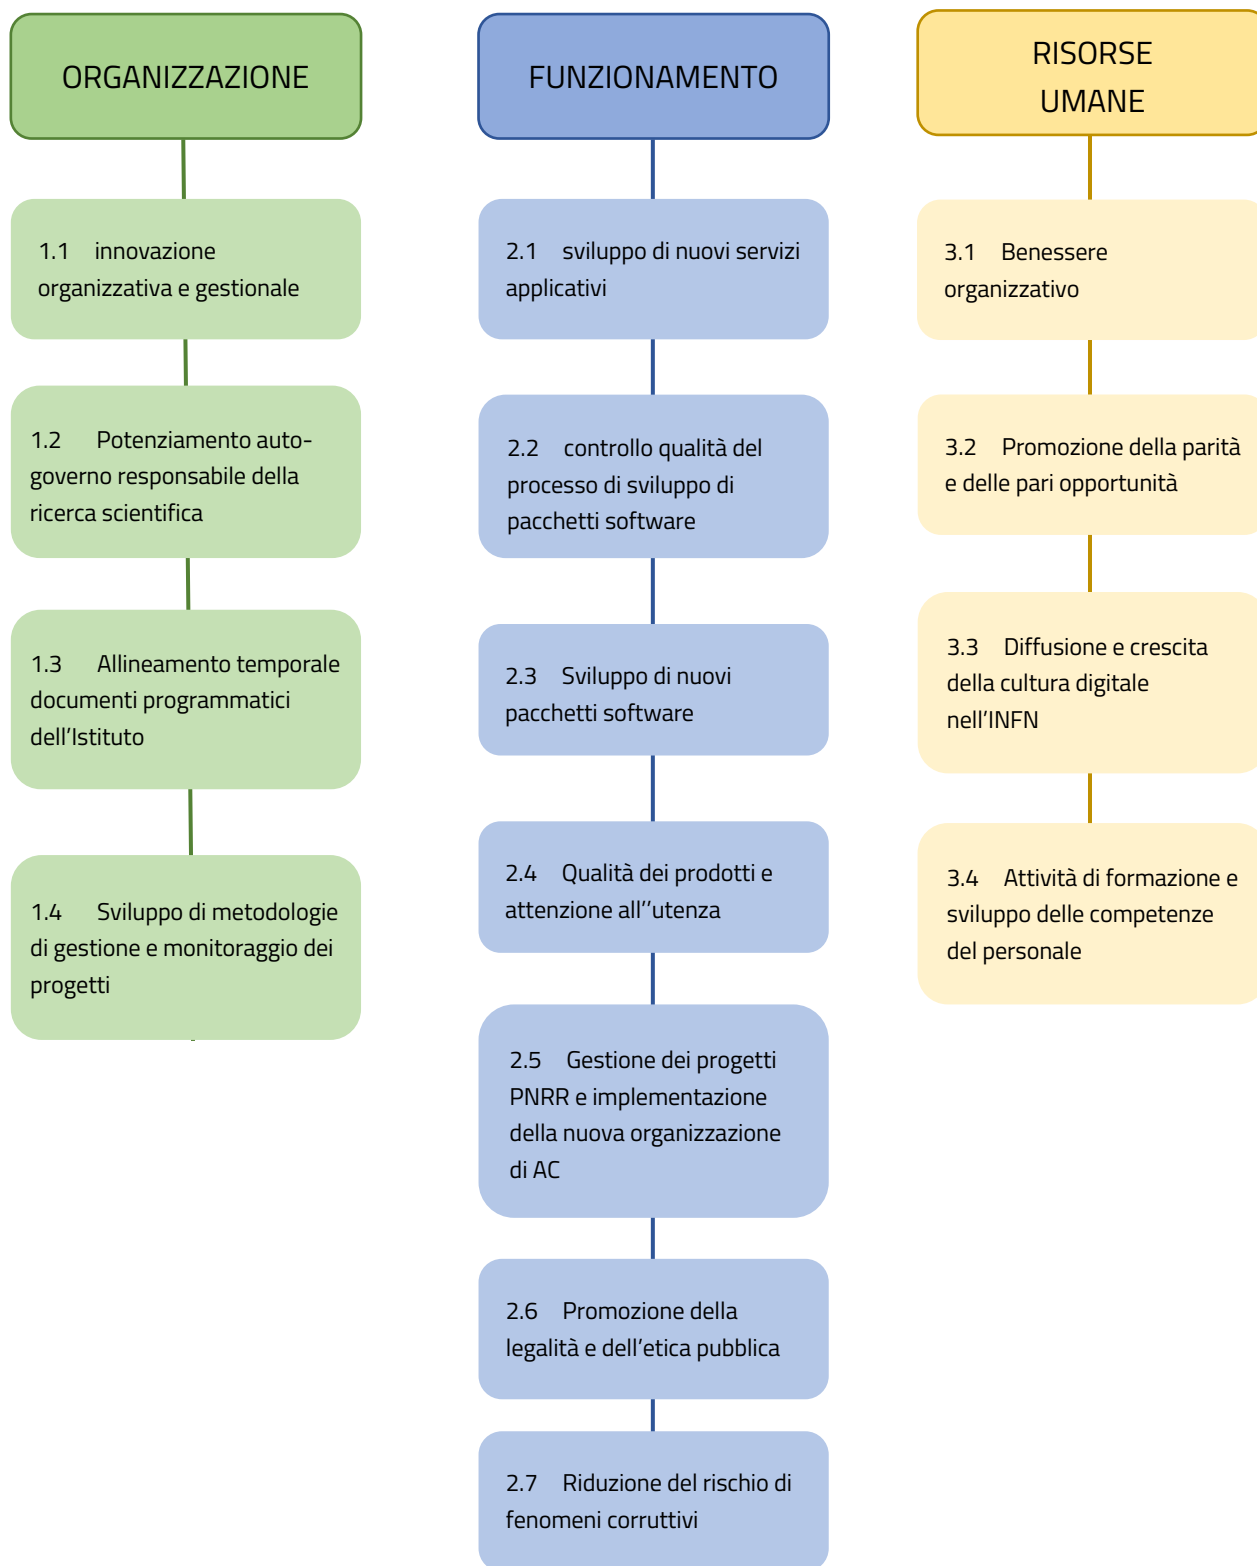 ORGANIZZAZIONE
1.1 innovazione
organizzativa e gestionale
1.2 Potenziamento auto-
governo responsabile della
ricerca scientifica
1.3 Allineamento temporale
documenti programmatici
dell’Istituto
1.4 Sviluppo di metodologie
di gestione e monitoraggio dei
progetti
FUNZIONAMENTO
2.1 sviluppo di nuovi servizi
applicativi
2.2 controllo qualità del
processo di sviluppo di
pacchetti software
2.3 Sviluppo di nuovi
pacchetti software
2.4 Qualità dei prodotti e
attenzione all’’utenza
2.5 Gestione dei progetti
PNRR e implementazione
della nuova organizzazione
di AC
2.6 Promozione della
legalità e dell’etica pubblica
2.7 Riduzione del rischio di
fenomeni corruttivi
RISORSE
UMANE
3.1 Benessere
organizzativo
3.2 Promozione della parità
e delle pari opportunità
3.3 Diffusione e crescita
della cultura digitale
nell’INFN
3.4 Attività di formazione e
sviluppo delle competenze
del personale